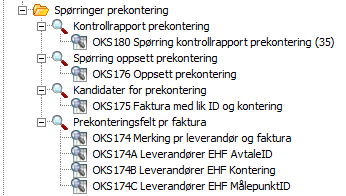 Spørringer prekontering
Kontrollrapport prekontering
OKS180 Spørring kontrollrapport prekontering (35)
Spørring oppsett prekontering
OKS176 Oppsett prekontering
Kandidater for prekontering
OKS175 Faktura med lik ID og kontering
Prekonteringsfelt pr faktura
OKS174 Merking pr leverandør og faktura
OKS174A Leverandører EHF AvtaleID
OKS174B Leverandører EHF Kontering
OKS174C Leverandører EHF MålepunktID